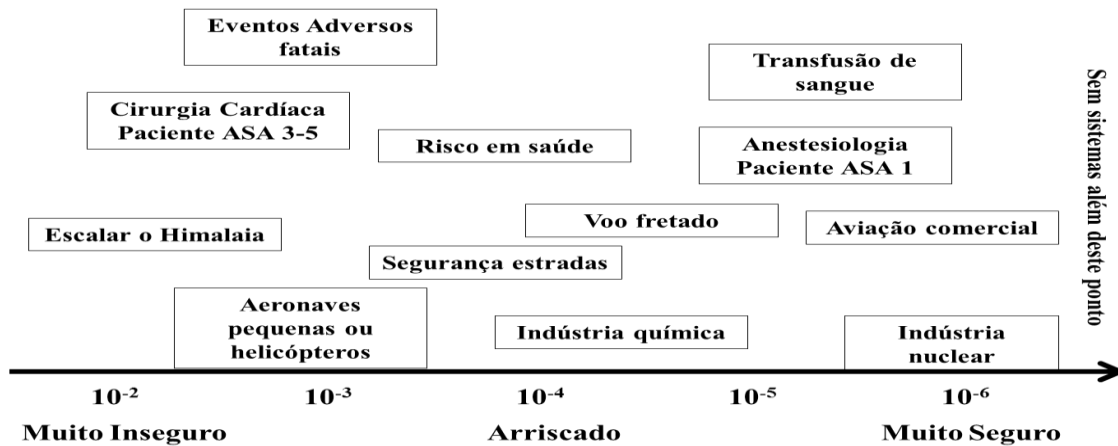 Eventos Adversos
fatais
Transfusão de
sangue
Cirurgia Cardíaca
Paciente ASA 3-5
Risco em saúde
Anestesiologia
Paciente ASA 1
Sem sistemas além deste ponto
Escalar o Himalaia
Voo fretado
Aviação comercial
Segurança estradas
Aeronaves
pequenas ou
helicópteros
Indústria química
Indústria
nuclear
10⁻² 10⁻³ 10⁻⁴ 10⁻⁵ 10⁻⁶
Muito Inseguro Arriscado Muito Seguro